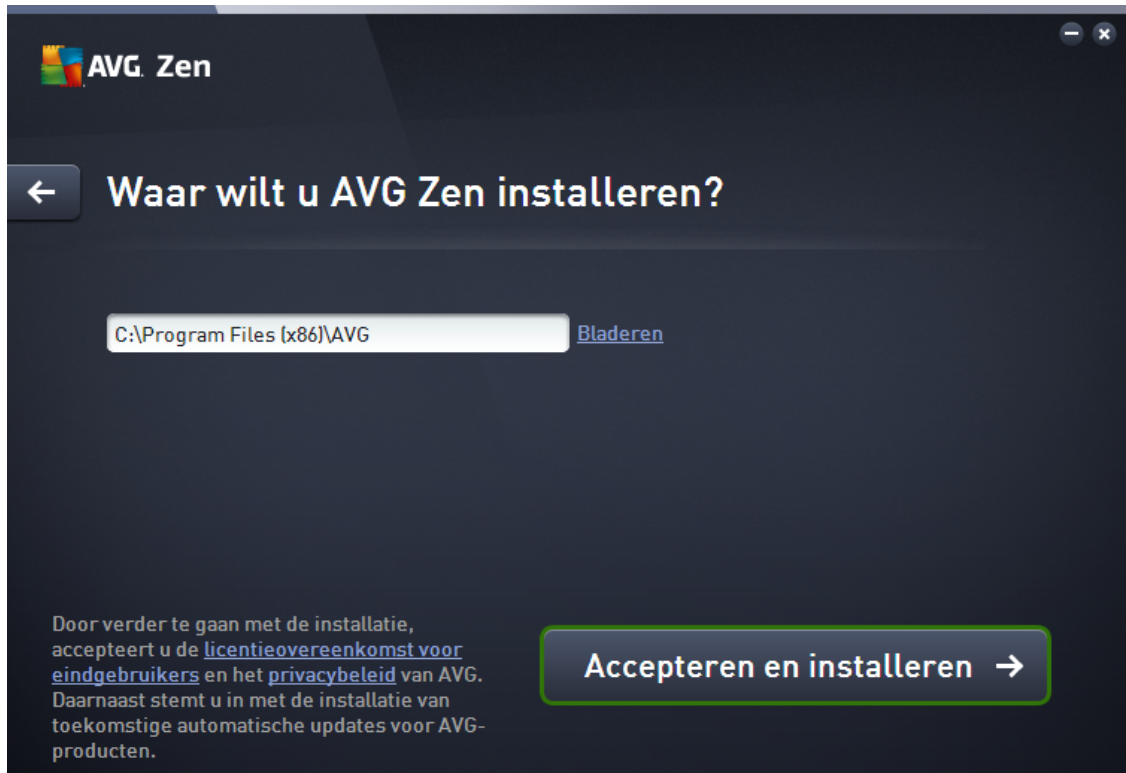 AVG. Zen
Waar wilt u AVG Zen installeren?
C:\Program Files (x86)\AVG
Bladeren
Door verder te gaan met de installatie,
accepteert u de licentieovereenkomst voor
eindgebruikers en het privacybeleid van AVG.
Daarnaast stemt u in met de installatie van
toekomstige automatische updates voor AVG-
producten.
Accepteren en installeren